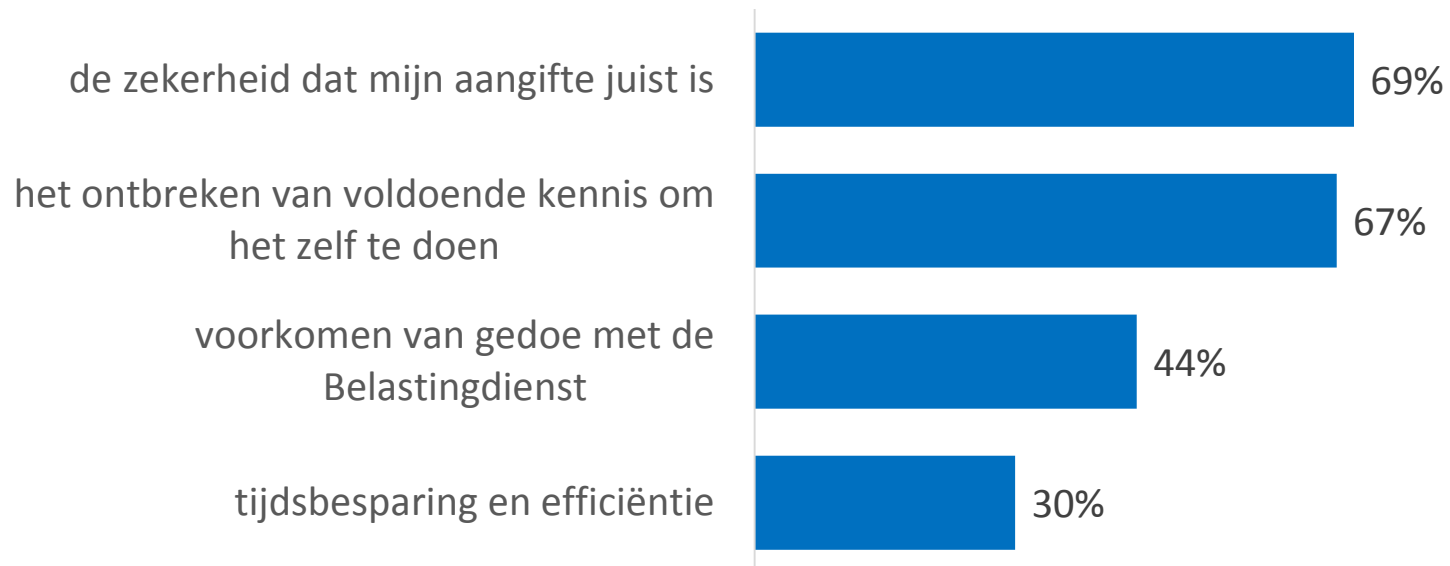 de zekerheid dat mijn aangifte juist is
69%
het ontbreken van voldoende kennis om
het zelf te doen
67%
voorkomen van gedoe met de
Belastingdienst
44%
tijdsbesparing en efficiëntie
30%